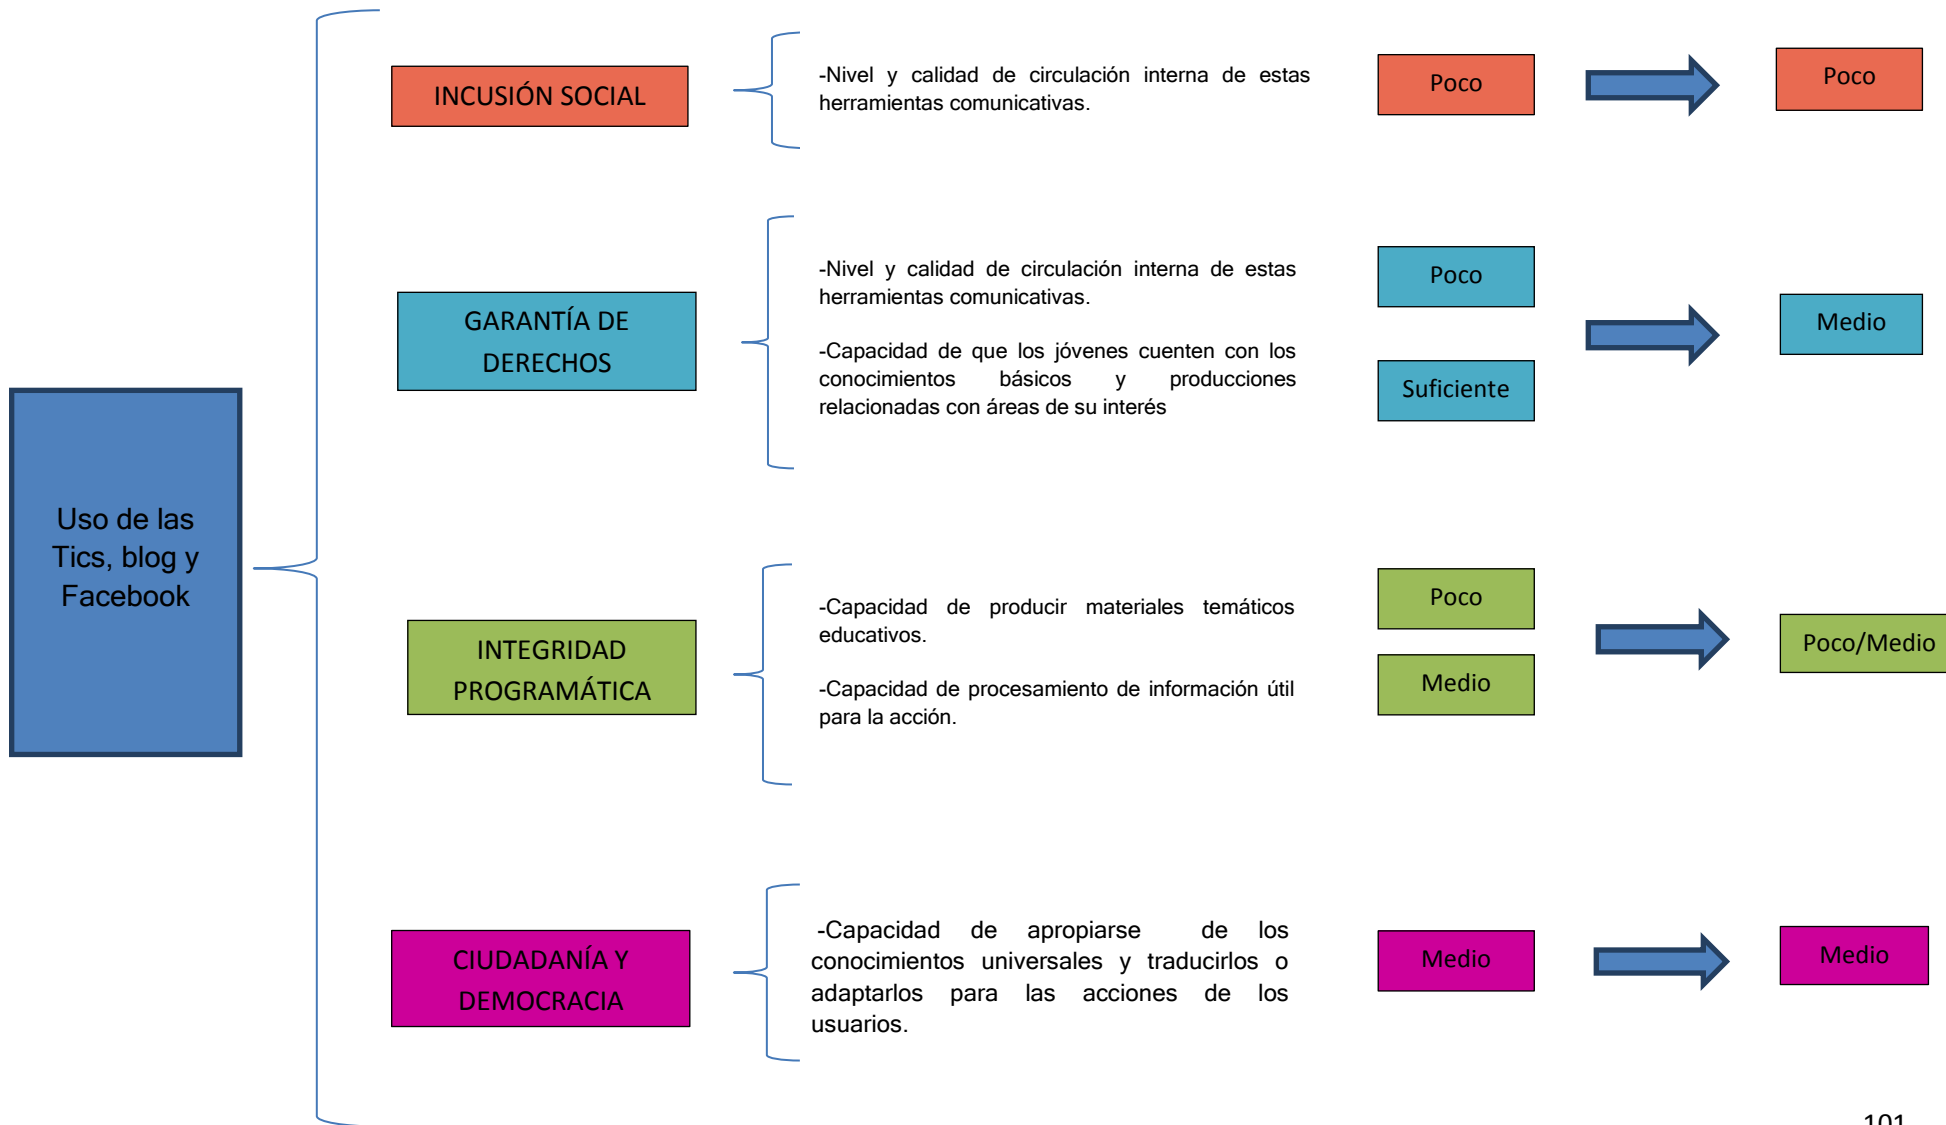 Uso de las
Tics, blog y
Facebook
INCUSIÓN SOCIAL
-Nivel y calidad de circulación interna de estas
herramientas comunicativas.
Poco
Poco
GARANTÍA DE
DERECHOS
-Nivel y calidad de circulación interna de estas
herramientas comunicativas.
-Capacidad de que los jóvenes cuenten con los
conocimientos básicos y producciones
relacionadas con áreas de su interés
Poco
Suficiente
Medio
INTEGRIDAD
PROGRAMÁTICA
-Capacidad de producir materiales temáticos
educativos.
-Capacidad de procesamiento de información útil
para la acción.
Poco
Medio
Poco/Medio
CIUDADANÍA Y
DEMOCRACIA
-Capacidad de apropiarse de los
conocimientos universales y traducirlos o
adaptarlos para las acciones de los
usuarios.
Medio
Medio
101